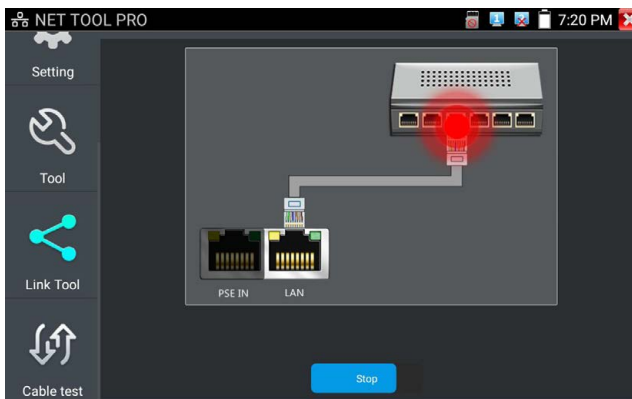 NET TOOL PRO
7:20 PM
Setting
Tool
Link Tool
Cable test
PSE IN
LAN
Stop